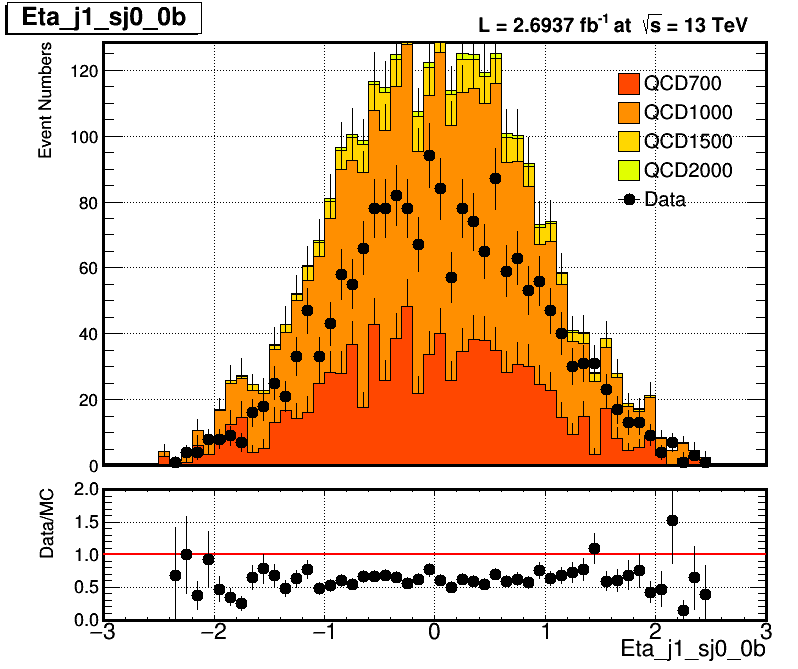 Eta_j1_sj0_0b
L = 2.6937 fb⁻¹ at √s = 13 TeV
Event Numbers
120
100
80
60
40
20
0
QCD700
QCD1000
QCD1500
QCD2000
Data
Data/MC
2.0
1.5
1.0
0.5
0.0
−3 −2 −1 0 1 2 3
Eta_j1_sj0_0b